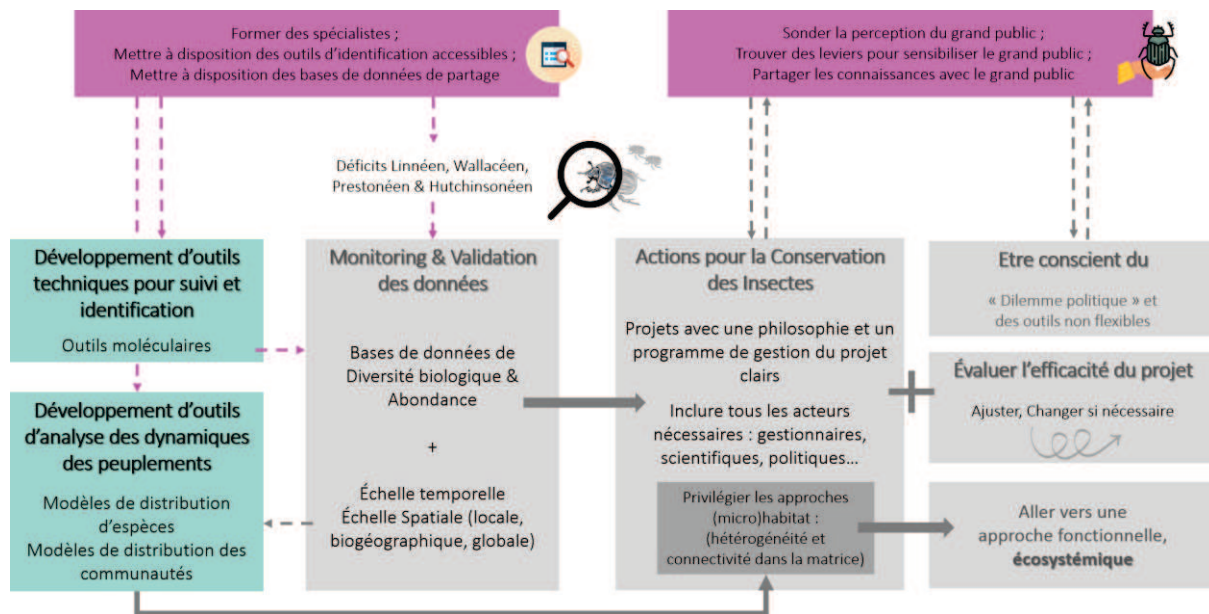 Former des spécialistes ;
Mettre à disposition des outils d'identification accessibles ;
Mettre à disposition des bases de données de partage
Sonder la perception du grand public ;
Trouver des leviers pour sensibiliser le grand public ;
Partager les connaissances avec le grand public
Déficits Linnéen, Wallacéen,
Prestonéen & Hutchinsonéen
Développement d'outils
techniques pour suivi et
identification
Outils moléculaires
Développement d'outils
d'analyse des dynamiques
des peuplements
Modèles de distribution
d'espèces
Modèles de distribution des
communautés
Monitoring & Validation
des données
Bases de données de
Diversité biologique &
Abondance
+
Échelle temporelle
Échelle Spatiale (locale,
biogéographique, globale)
Actions pour la Conservation
des Insectes
Projets avec une philosophie et un
programme de gestion du projet
clairs
Inclure tous les acteurs
nécessaires : gestionnaires,
scientifiques, politiques…
Privilégier les approches
(micro)habitat :
(hétérogénéité et
connectivité dans la matrice)
Etre conscient du
« Dilemme politique » et
des outils non flexibles
Évaluer l'efficacité du projet
Ajuster, Changer si nécessaire
Aller vers une
approche fonctionnelle,
écosystémique